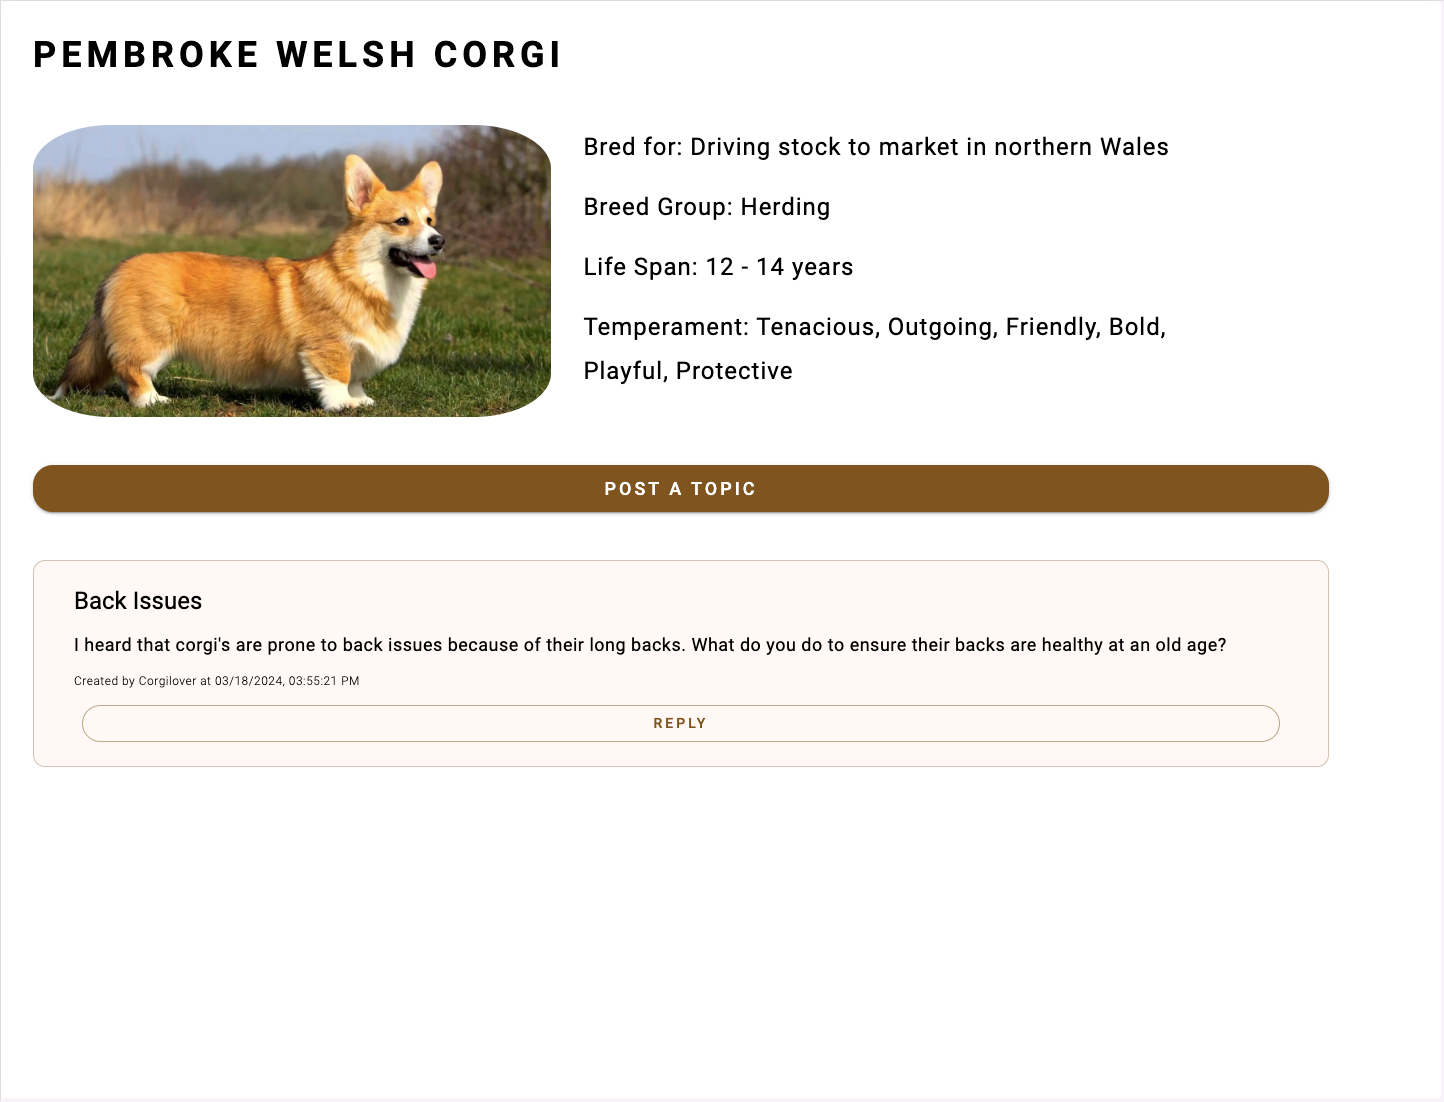 PEMBROKE WELSH CORGI
Bred for: Driving stock to market in northern Wales
Breed Group: Herding
Life Span: 12 - 14 years
Temperament: Tenacious, Outgoing, Friendly, Bold,
Playful, Protective
POST A TOPIC
Back Issues
I heard that corgi's are prone to back issues because of their long backs. What do you do to ensure their backs are healthy at an old age?
Created by Corgilover at 03/18/2024, 03:55:21 PM
REPLY